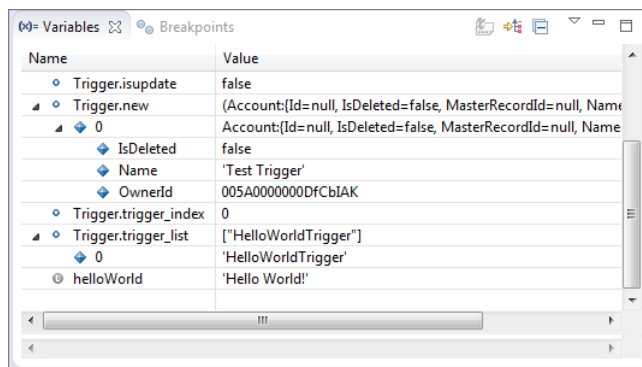 (x)= Variables Breakpoints
Name Value
Trigger.isupdate false
Trigger.new (Account:{Id=null, IsDeleted=false, MasterRecordId=null, Name
0 Account:{Id=null, IsDeleted=false, MasterRecordId=null, Name
IsDeleted false
Name 'Test Trigger'
OwnerId 005A0000000DfCbIAK
Trigger.trigger_index 0
Trigger.trigger_list ["HelloWorldTrigger"]
0 'HelloWorldTrigger'
helloWorld 'Hello World!'